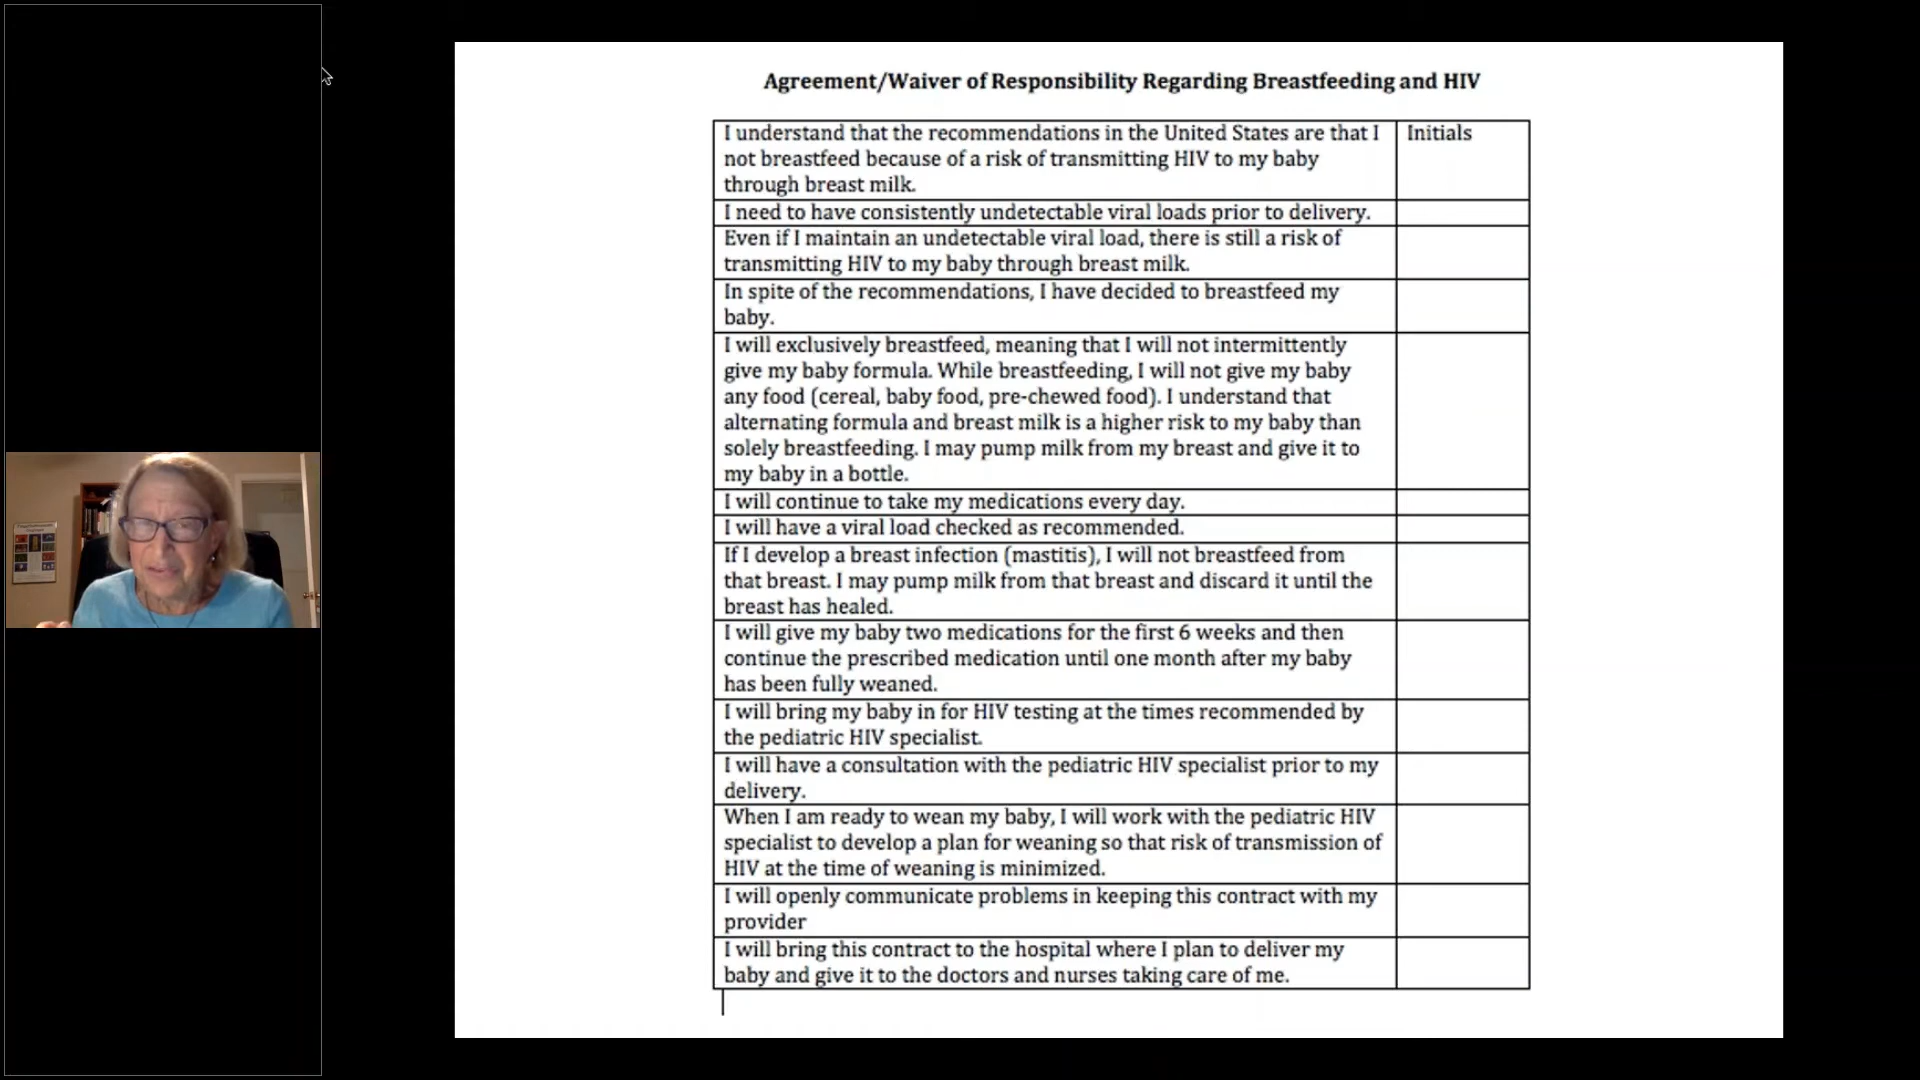 Agreement/Waiver of Responsibility Regarding Breastfeeding and HIV
I understand that the recommendations in the United States are that I
not breastfeed because of a risk of transmitting HIV to my baby
through breast milk.
Initials
I need to have consistently undetectable viral loads prior to delivery.
Even if I maintain an undetectable viral load, there is still a risk of
transmitting HIV to my baby through breast milk.
In spite of the recommendations, I have decided to breastfeed my
baby.
I will exclusively breastfeed, meaning that I will not intermittently
give my baby formula. While breastfeeding, I will not give my baby
any food (cereal, baby food, pre-chewed food). I understand that
alternating formula and breast milk is a higher risk to my baby than
solely breastfeeding. I may pump milk from my breast and give it to
my baby in a bottle.
I will continue to take my medications every day.
I will have a viral load checked as recommended.
If I develop a breast infection (mastitis), I will not breastfeed from
that breast. I may pump milk from that breast and discard it until the
breast has healed.
I will give my baby two medications for the first 6 weeks and then
continue the prescribed medication until one month after my baby
has been fully weaned.
I will bring my baby in for HIV testing at the times recommended by
the pediatric HIV specialist.
I will have a consultation with the pediatric HIV specialist prior to my
delivery.
When I am ready to wean my baby, I will work with the pediatric HIV
specialist to develop a plan for weaning so that risk of transmission of
HIV at the time of weaning is minimized.
I will openly communicate problems in keeping this contract with my
provider
I will bring this contract to the hospital where I plan to deliver my
baby and give it to the doctors and nurses taking care of me.